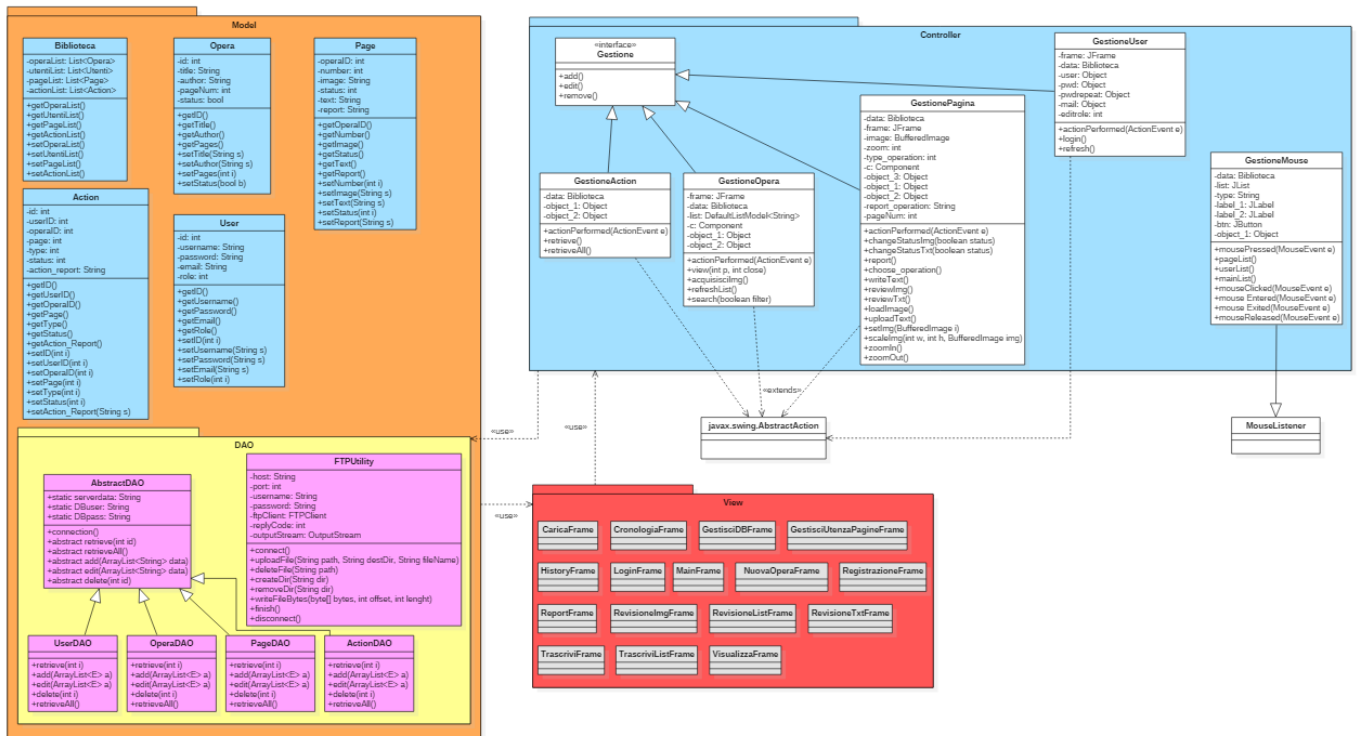 Model
Biblioteca
-operaList: List<Opera>
-utentiList: List<Utenti>
-pageList: List<Page>
-actionList: List<Action>
+getOperaList()
+getUtentiList()
+getPageList()
+getActionList()
+setOperaList()
+setUtentiList()
+setPageList()
+setActionList()
Opera
-id: int
-title: String
-author: String
-pageNum: int
-status: bool
+getID()
+getTitle()
+getAuthor()
+getPages()
+setTitle(String s)
+setAuthor(String s)
+setPages(int i)
+setStatus(bool b)
Page
-operaID: int
-number: int
-image: String
-status: int
-text: String
-report: String
+getOperaID()
+getNumber()
+getImage()
+getStatus()
+getText()
+getReport()
+setNumber(int i)
+setImage(String s)
+setText(String s)
+setStatus(int i)
+setReport(String s)
Action
-id: int
-userID: int
-operaID: int
-page: int
-type: int
-status: int
-action_report: String
+getID()
+getUserID()
+getOperaID()
+getPage()
+getType()
+getStatus()
+getAction_Report()
+setID(int i)
+setUserID(int i)
+setOperaID(int i)
+setPage(int i)
+setType(int i)
+setStatus(int i)
+setAction_Report(String s)
User
-id: int
-username: String
-password: String
-email: String
-role: int
+getID()
+getUsername()
+getPassword()
+getEmail()
+getRole()
+setID(int i)
+setUsername(String s)
+setPassword(String s)
+setEmail(String s)
+setRole(int i)
DAO
AbstractDAO
+static serverdata: String
+static DBuser: String
+static DBpass: String
+connection()
+abstract retrieve(int id)
+abstract retrieveAll()
+abstract add(ArrayList<String> data)
+abstract edit(ArrayList<String> data)
+abstract delete(int id)
FTPUtility
-host: String
-port: int
-username: String
-password: String
-ftpClient: FTPClient
-replyCode: int
-outputStream: OutputStream
+connect()
+uploadFile(String path, String destDir, String fileName)
+deleteFile(String path)
+createDir(String dir)
+removeDir(String dir)
+writeFileBytes(byte[] bytes, int offset, int lenght)
+finish()
+disconnect()
UserDAO
+retrieve(int i)
+add(ArrayList<E> a)
+edit(ArrayList<E> a)
+delete(int i)
+retrieveAll()
OperaDAO
+retrieve(int i)
+add(ArrayList<E> a)
+edit(ArrayList<E> a)
+delete(int i)
+retrieveAll()
PageDAO
+retrieve(int i)
+add(ArrayList<E> a)
+edit(ArrayList<E> a)
+delete(int i)
+retrieveAll()
ActionDAO
+retrieve(int i)
+add(ArrayList<E> a)
+edit(ArrayList<E> a)
+delete(int i)
+retrieveAll()
Controller
«interface»
Gestione
+add()
+edit()
+remove()
GestioneUser
-frame: JFrame
-data: Biblioteca
-user: Object
-pwd: Object
-pwdrepeat: Object
-mail: Object
-editrole: int
+actionPerformed(ActionEvent e)
+login()
+refresh()
GestionePagina
-data: Biblioteca
-frame: JFrame
-image: BufferedImage
-zoom: int
-type_operation: int
-c: Component
-object_3: Object
-object_1: Object
-object_2: Object
-report_operation: String
-pageNum: int
+actionPerformed(ActionEvent e)
+changeStatusImg(boolean status)
+changeStatusTxt(boolean status)
+report()
+choose_operation()
+writeText()
+reviewImg()
+reviewTxt()
+loadImage()
+uploadText()
+setImg(BufferedImage i)
+scaleImg(int w, int h, BufferedImage img)
+zoomIn()
+zoomOut()
GestioneMouse
-data: Biblioteca
-list: JList
-type: String
-label_1: JLabel
-label_2: JLabel
-btn: JButton
-object_1: Object
+mousePressed(MouseEvent e)
+pageList()
+userList()
+mainList()
+mouseClicked(MouseEvent e)
+mouse Entered(MouseEvent e)
+mouse Exited(MouseEvent e)
+mouseReleased(MouseEvent e)
GestioneAction
-data: Biblioteca
-object_1: Object
-object_2: Object
+actionPerformed(ActionEvent e)
+retrieve()
+retrieveAll()
GestioneOpera
-frame: JFrame
-data: Biblioteca
-list: DefaultListModel<String>
-c: Component
-object_1: Object
-object_2: Object
+actionPerformed(ActionEvent e)
+view(int p, int close)
+acquisisciImg()
+refreshList()
+search(boolean filter)
«extends»
javax.swing.AbstractAction
MouseListener
«use»
«use»
«use»
View
CaricaFrame
CronologiaFrame
GestisciDBFrame
GestisciUtenzaPagineFrame
HistoryFrame
LoginFrame
MainFrame
NuovaOperaFrame
RegistrazioneFrame
ReportFrame
RevisioneImgFrame
RevisioneListFrame
RevisioneTxtFrame
TrascriviFrame
TrascriviListFrame
VisualizzaFrame